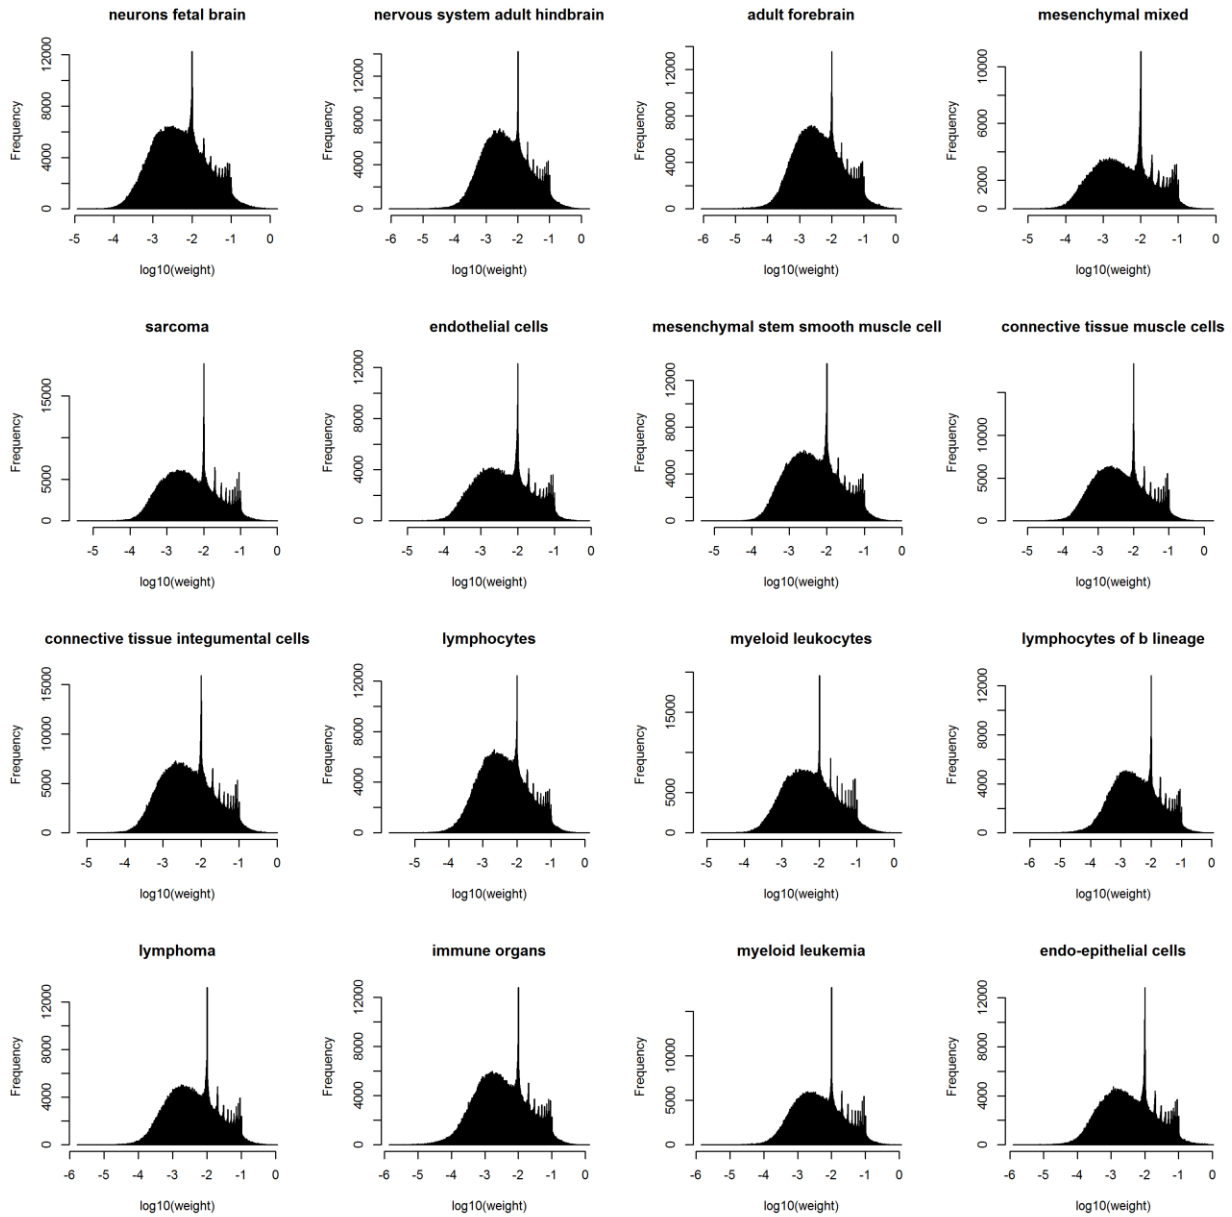 neurons fetal brain
Frequency
12000
8000
4000
0
-5 -4 -3 -2 -1 0
log10(weight)
nervous system adult hindbrain
Frequency
12000
8000
4000
0
-6 -5 -4 -3 -2 -1 0
log10(weight)
adult forebrain
Frequency
12000
8000
4000
0
-6 -5 -4 -3 -2 -1 0
log10(weight)
mesenchymal mixed
Frequency
10000
6000
2000
0
-5 -4 -3 -2 -1 0
log10(weight)
sarcoma
Frequency
15000
5000
0
-5 -4 -3 -2 -1 0
log10(weight)
endothelial cells
Frequency
12000
8000
4000
0
-6 -5 -4 -3 -2 -1 0
log10(weight)
mesenchymal stem smooth muscle cell
Frequency
12000
8000
4000
0
-5 -4 -3 -2 -1 0
log10(weight)
connective tissue muscle cells
Frequency
10000
5000
0
-5 -4 -3 -2 -1 0
log10(weight)
connective tissue integumental cells
Frequency
15000
10000
5000
0
-5 -4 -3 -2 -1 0
log10(weight)
lymphocytes
Frequency
12000
8000
4000
0
-5 -4 -3 -2 -1 0
log10(weight)
myeloid leukocytes
Frequency
15000
5000
0
-5 -4 -3 -2 -1 0
log10(weight)
lymphocytes of b lineage
Frequency
12000
8000
4000
0
-6 -5 -4 -3 -2 -1 0
log10(weight)
lymphoma
Frequency
12000
8000
4000
0
-6 -5 -4 -3 -2 -1 0
log10(weight)
immune organs
Frequency
12000
8000
4000
0
-6 -5 -4 -3 -2 -1 0
log10(weight)
myeloid leukemia
Frequency
10000
5000
0
-6 -5 -4 -3 -2 -1 0
log10(weight)
endo-epithelial cells
Frequency
12000
8000
4000
0
-6 -5 -4 -3 -2 -1 0
log10(weight)